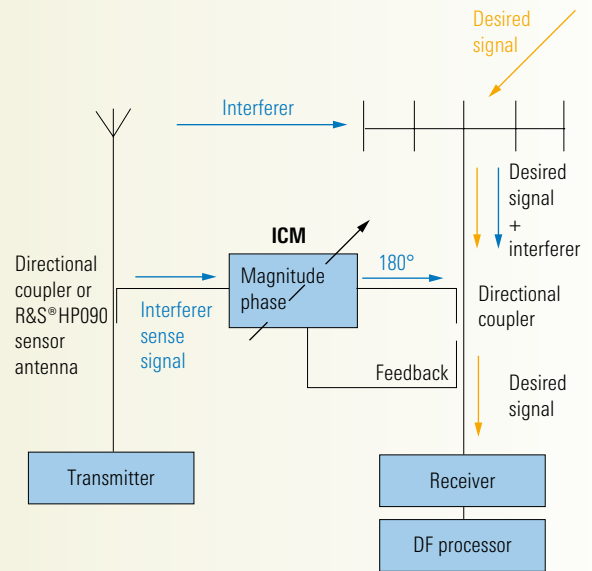 Desired
signal
Interferer
Desired
signal
+
interferer
ICM
180°
Magnitude
phase
Directional
coupler or
R&S®HP090
sensor
antenna
Interferer
sense
signal
Directional
coupler
Feedback
Desired
signal
Transmitter
Receiver
DF processor